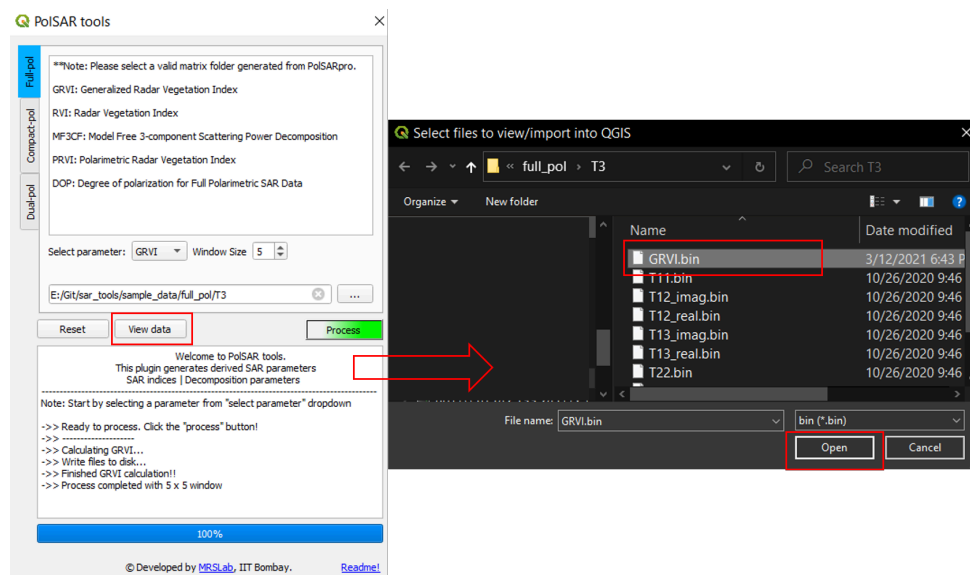 PolSAR tools
Full-pol
Compact-pol
Dual-pol
**Note: Please select a valid matrix folder generated from PolSARpro.
GRVI: Generalized Radar Vegetation Index
RVI: Radar Vegetation Index
MF3CF: Model Free 3-component Scattering Power Decomposition
PRVI: Polarimetric Radar Vegetation Index
DOP: Degree of polarization for Full Polarimetric SAR Data
Select parameter: GRVI Window Size 5
E:/Git/sar_tools/sample_data/full_pol/T3 ...
Reset View data Process
Welcome to PolSAR tools.
This plugin generates derived SAR parameters
SAR indices | Decomposition parameters
Note: Start by selecting a parameter from "select parameter" dropdown
->> Ready to process. Click the "process" button!
->> --------------------
->> Calculating GRVI...
->> Write files to disk...
->> Finished GRVI calculation!!
->> Process completed with 5 x 5 window
100%
© Developed by MRSLab, IIT Bombay. Readme!
Select files to view/import into QGIS
« full_pol › T3 Search T3
Organize New folder
Name Date modified
GRVI.bin 3/12/2021 6:43 P
T11.bin 10/26/2020 9:46
T12_imag.bin 10/26/2020 9:46
T12_real.bin 10/26/2020 9:46
T13_imag.bin 10/26/2020 9:46
T13_real.bin 10/26/2020 9:46
T22.bin 10/26/2020 9:46
File name: GRVI.bin bin (*.bin)
Open Cancel